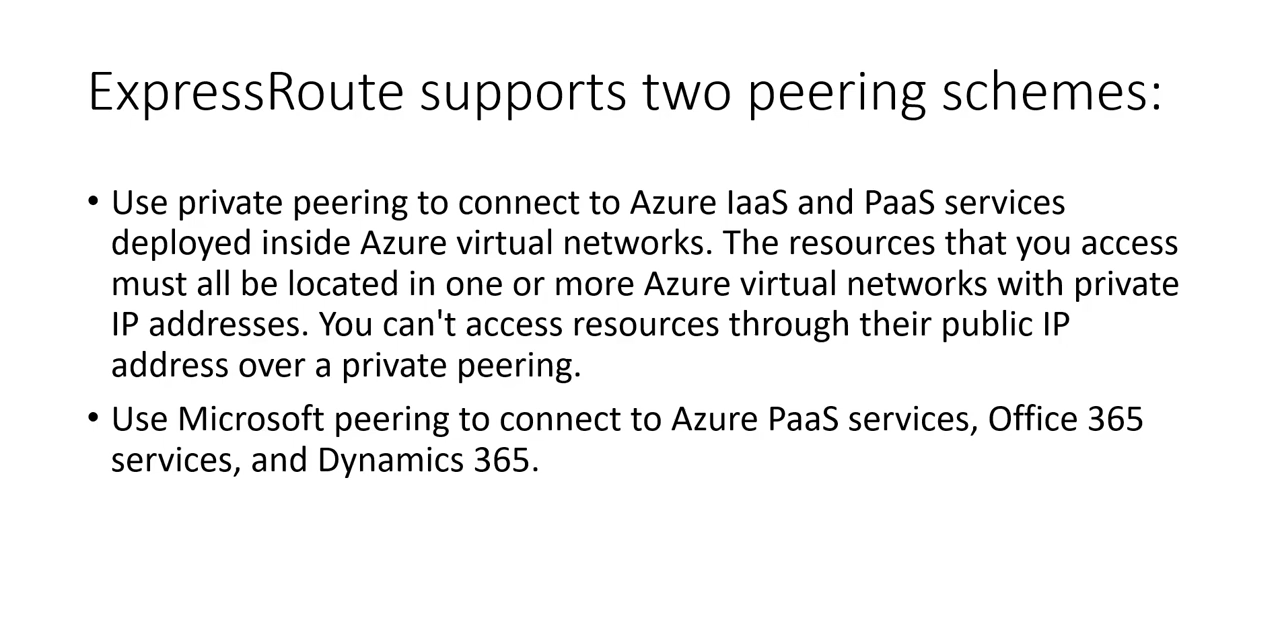 ExpressRoute supports two peering schemes:
• Use private peering to connect to Azure IaaS and PaaS services
deployed inside Azure virtual networks. The resources that you access
must all be located in one or more Azure virtual networks with private
IP addresses. You can't access resources through their public IP
address over a private peering.
• Use Microsoft peering to connect to Azure PaaS services, Office 365
services, and Dynamics 365.